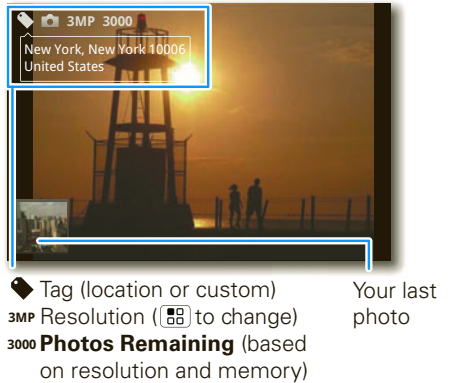 3MP 3000
New York, New York 10006
United States
Tag (location or custom)
3MP Resolution ( to change)
3000 Photos Remaining (based
on resolution and memory)
Your last
photo